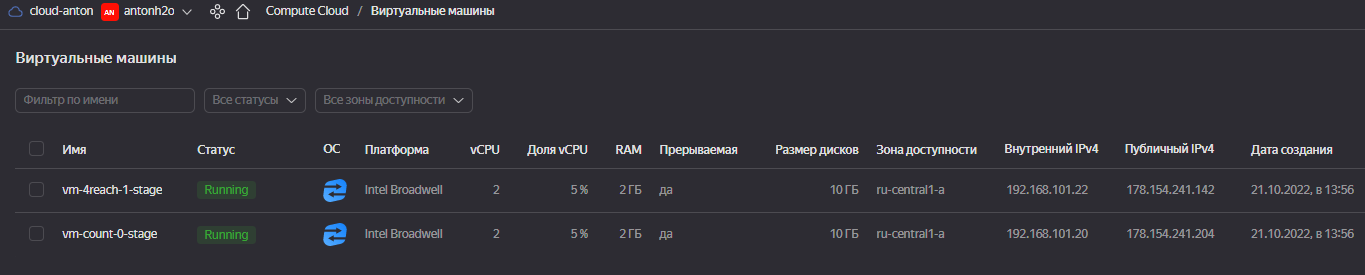 cloud-anton AN antonh2o Compute Cloud / Виртуальные машины
Виртуальные машины
Фильтр по имени Все статусы Все зоны доступности
Имя Статус ОС Платформа vCPU Доля vCPU RAM Прерываемая Размер дисков Зона доступности Внутренний IPv4 Публичный IPv4 Дата создания
vm-4reach-1-stage Running Intel Broadwell 2 5 % 2 ГБ да 10 ГБ ru-central1-a 192.168.101.22 178.154.241.142 21.10.2022, в 13:56
vm-count-0-stage Running Intel Broadwell 2 5 % 2 ГБ да 10 ГБ ru-central1-a 192.168.101.20 178.154.241.204 21.10.2022, в 13:56